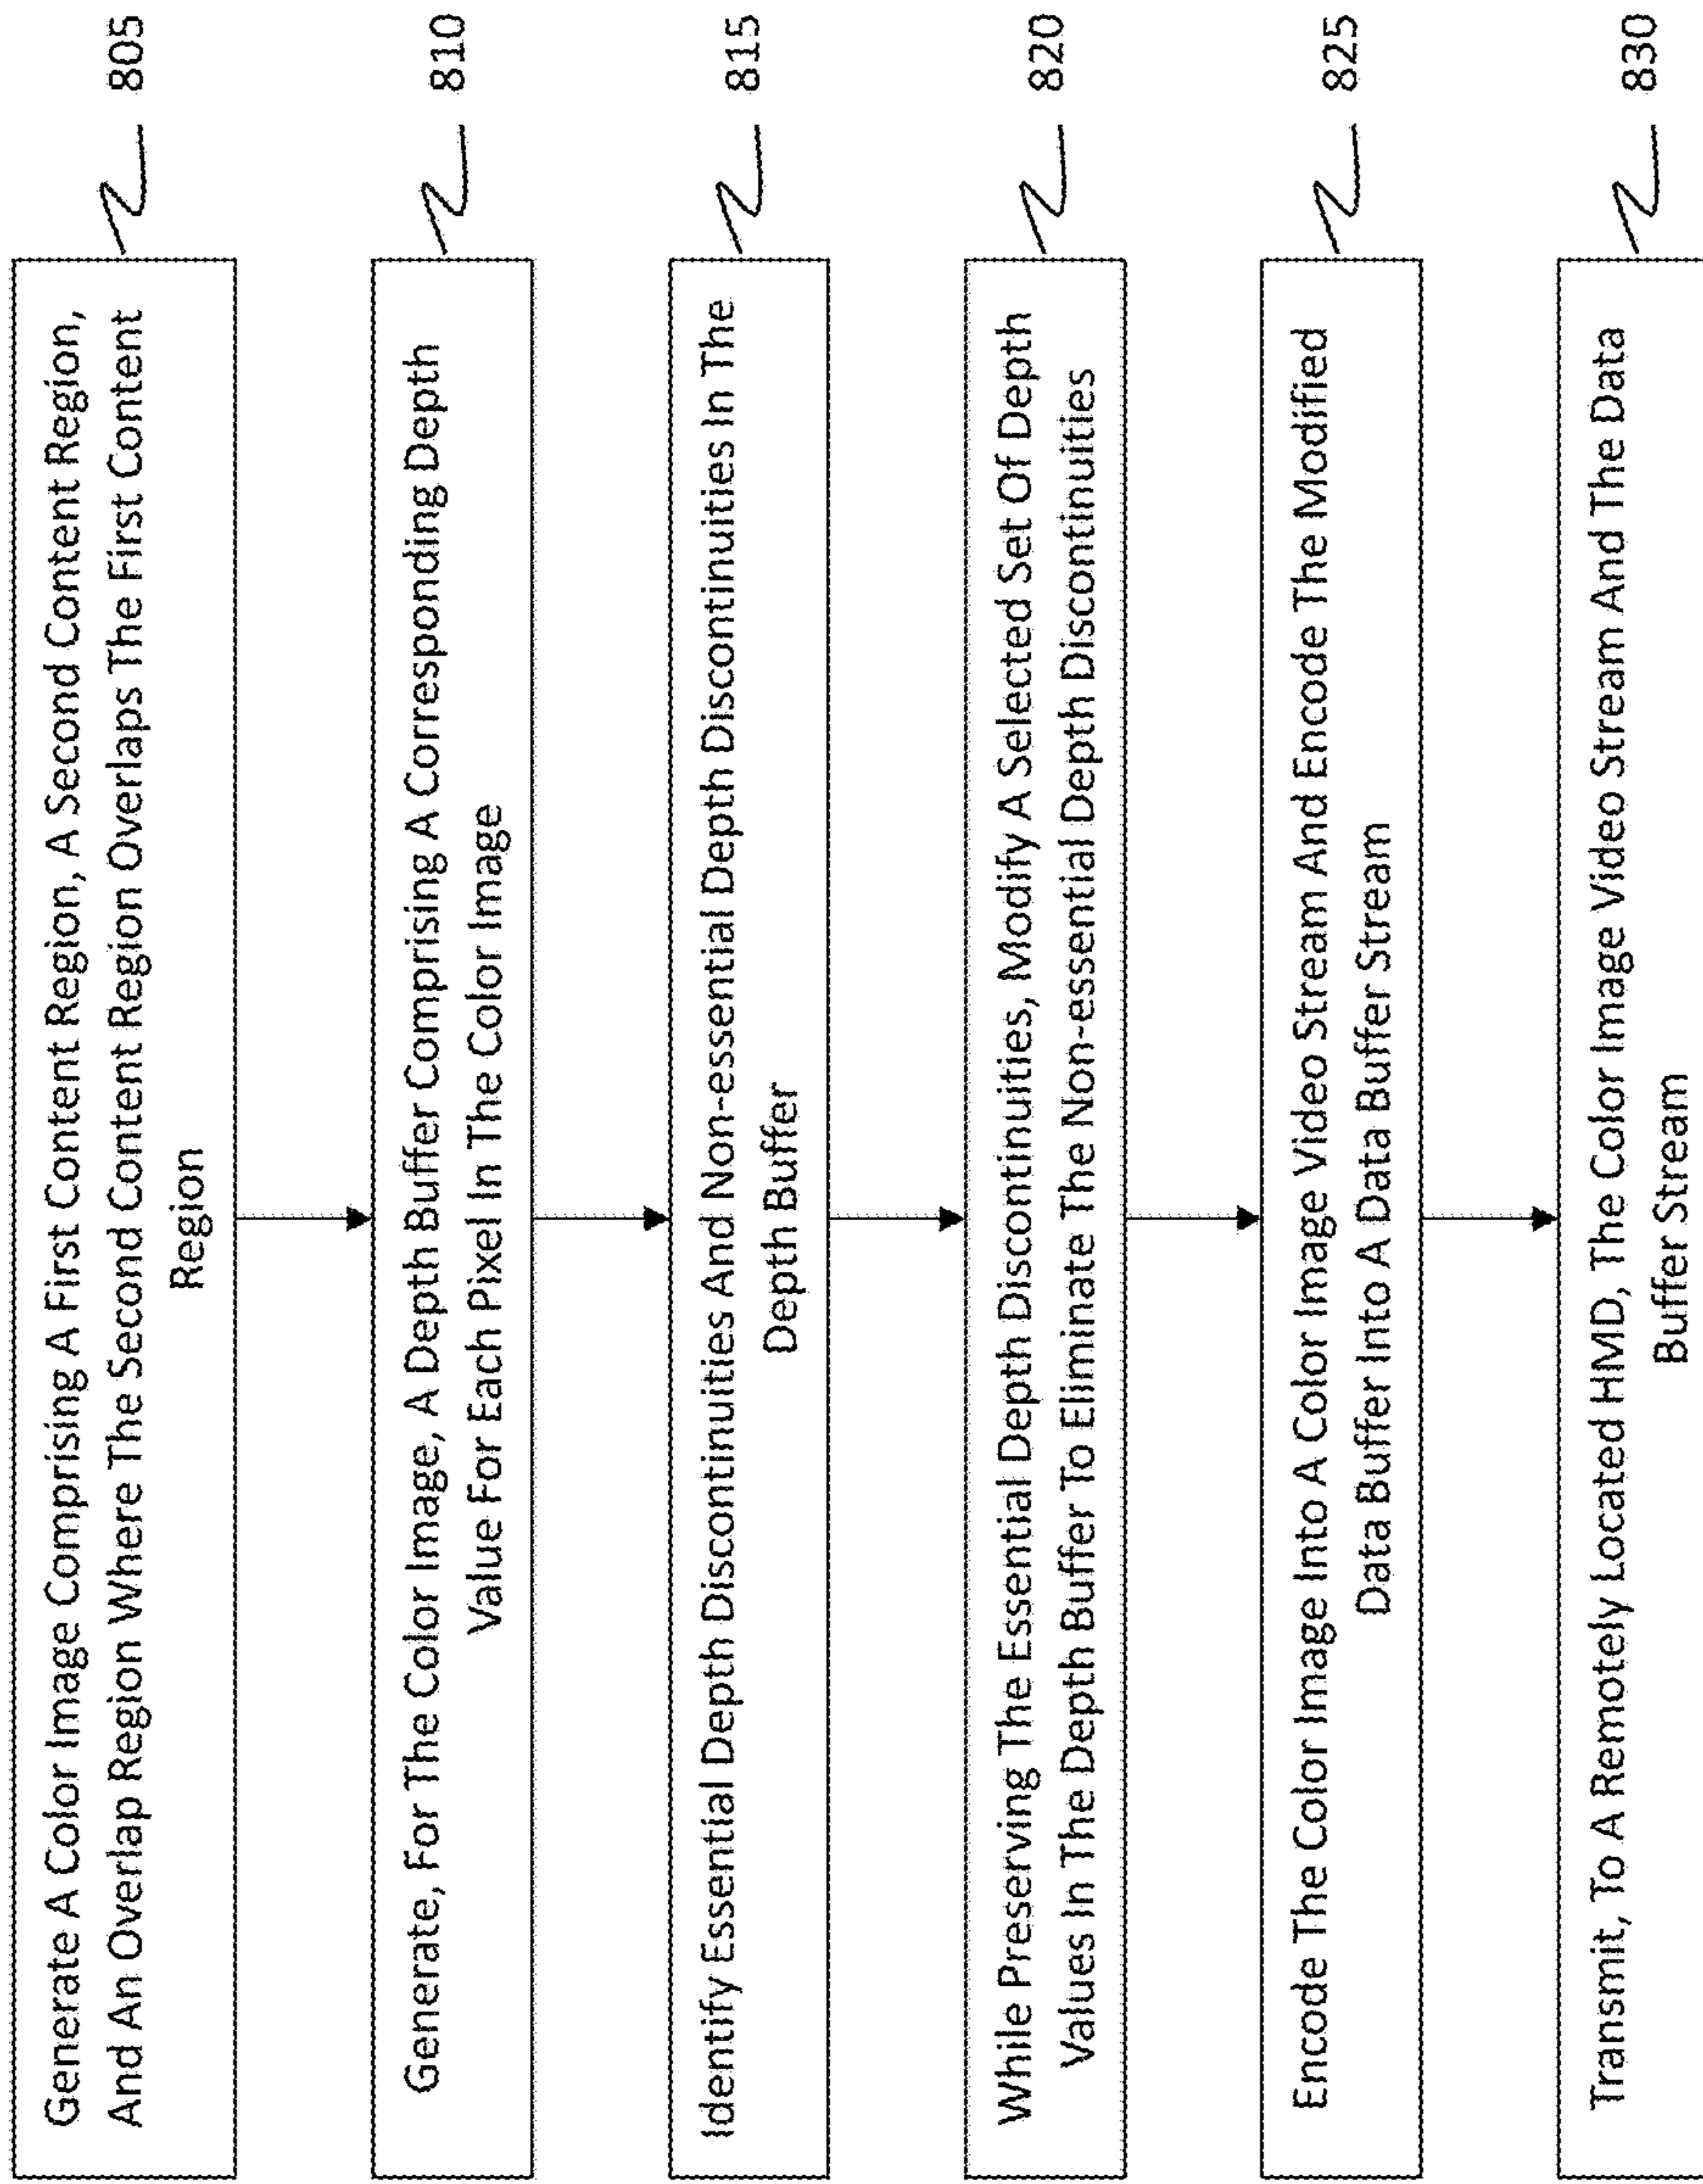 Generate A Color Image Comprising A First Content Region, A Second Content Region,
And An Overlap Region Where The Second Content Region Overlaps The First Content
Region
805
Generate, For The Color Image, A Depth Buffer Comprising A Corresponding Depth
Value For Each Pixel In The Color Image
810
Identify Essential Depth Discontinuities And Non-essential Depth Discontinuities In The
Depth Buffer
815
While Preserving The Essential Depth Discontinuities, Modify A Selected Set Of Depth
Values In The Depth Buffer To Eliminate The Non-essential Depth Discontinuities
820
Encode The Color Image Into A Color Image Video Stream And Encode The Modified
Data Buffer Into A Data Buffer Stream
825
Transmit, To A Remotely Located HMD, The Color Image Video Stream And The Data
Buffer Stream
830